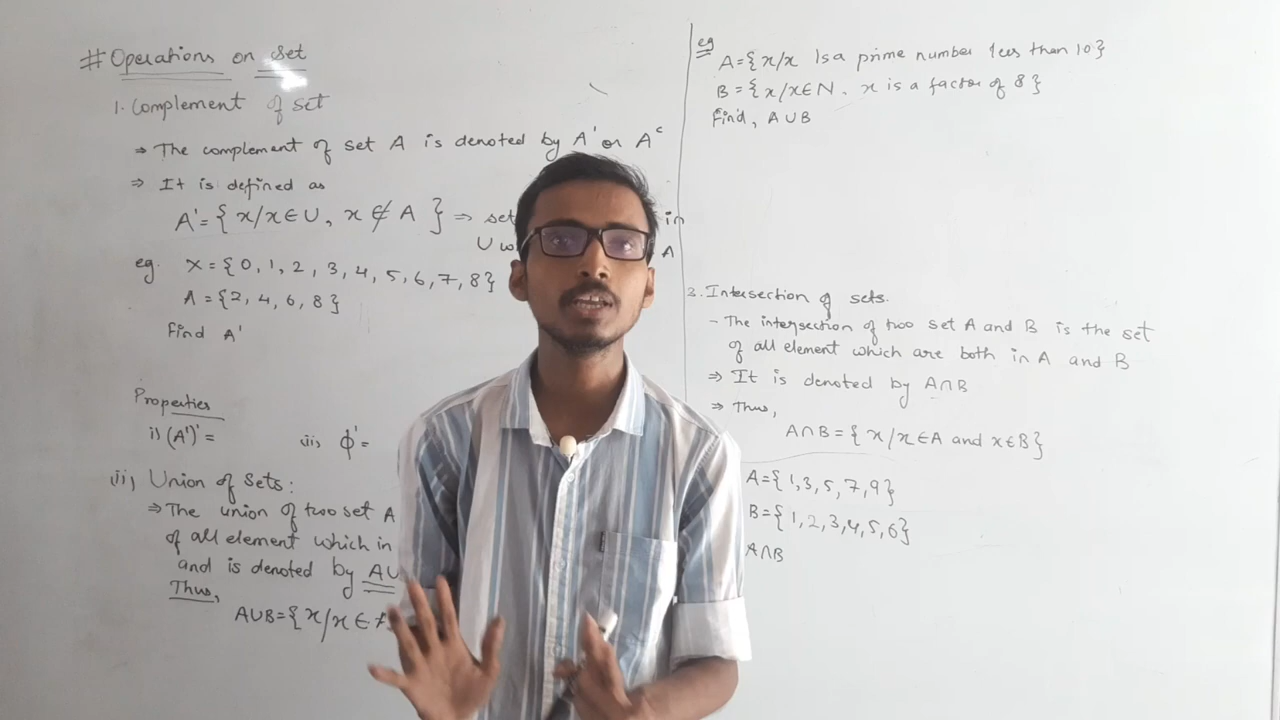 # Operations on set
1. Complement of set
⇒ The complement of set A is denoted by A' or Aᶜ
⇒ It is defined as
A' = { x/x ∈ U, x ∉ A } ⇒ set in
U A
eg. X = {0, 1, 2, 3, 4, 5, 6, 7, 8}
A = {2, 4, 6, 8}
Find A'
Properties
i) (A')' = ii) ϕ' =
(ii) Union of Sets:
⇒ The union of two set A
of all element which in
and is denoted by AU
Thus,
A∪B = { x/x ∈
eg
A = { x/x Is a prime number less than 10 }
B = { x/x ∈ N, x is a factor of 8 }
Find, A∪B
3. Intersection of sets.
- The intersection of two set A and B is the set
of all element which are both in A and B
⇒ It is denoted by A∩B
⇒ Thus,
A∩B = { x/x ∈ A and x ∈ B }
A = { 1, 3, 5, 7, 9 }
B = { 1, 2, 3, 4, 5, 6 }
A∩B